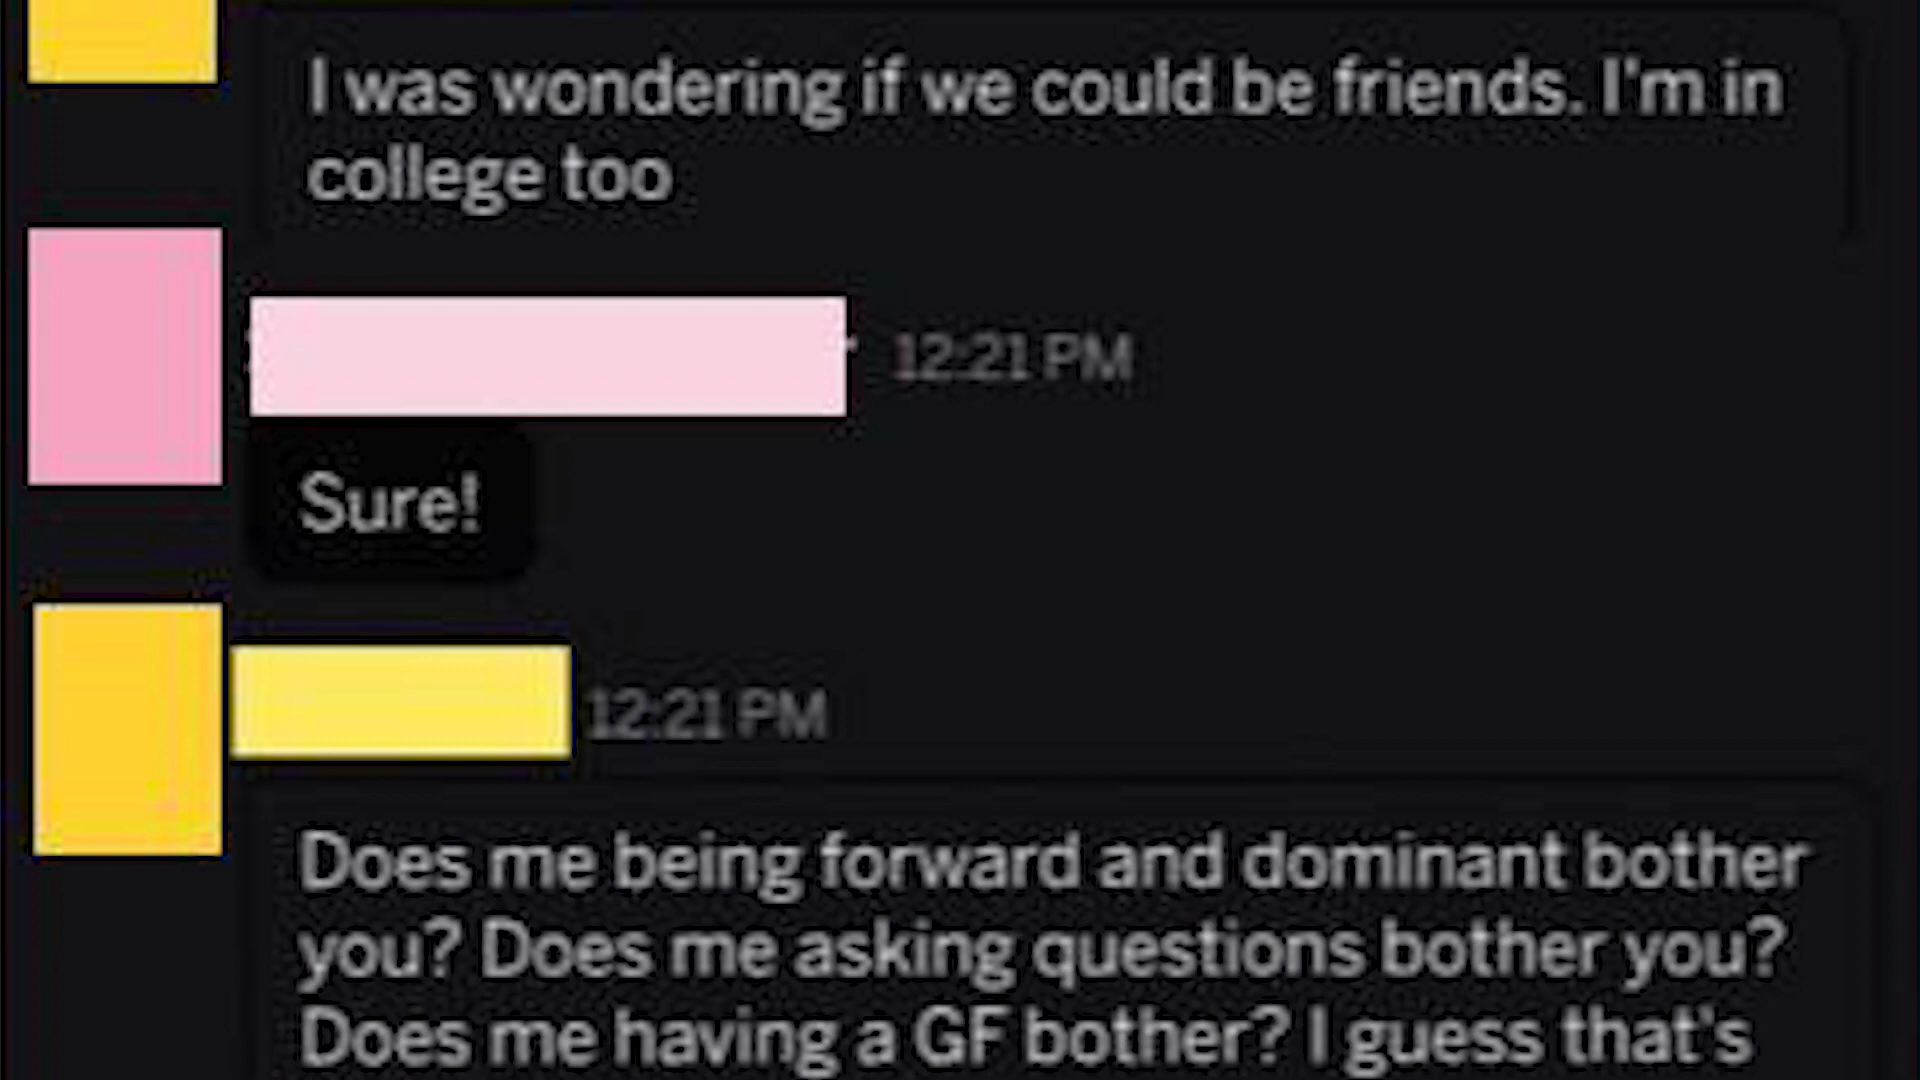 I was wondering if we could be friends. I'm in
college too
12:21 PM
Sure!
12:21 PM
Does me being forward and dominant bother
you? Does me asking questions bother you?
Does me having a GF bother? I guess that's